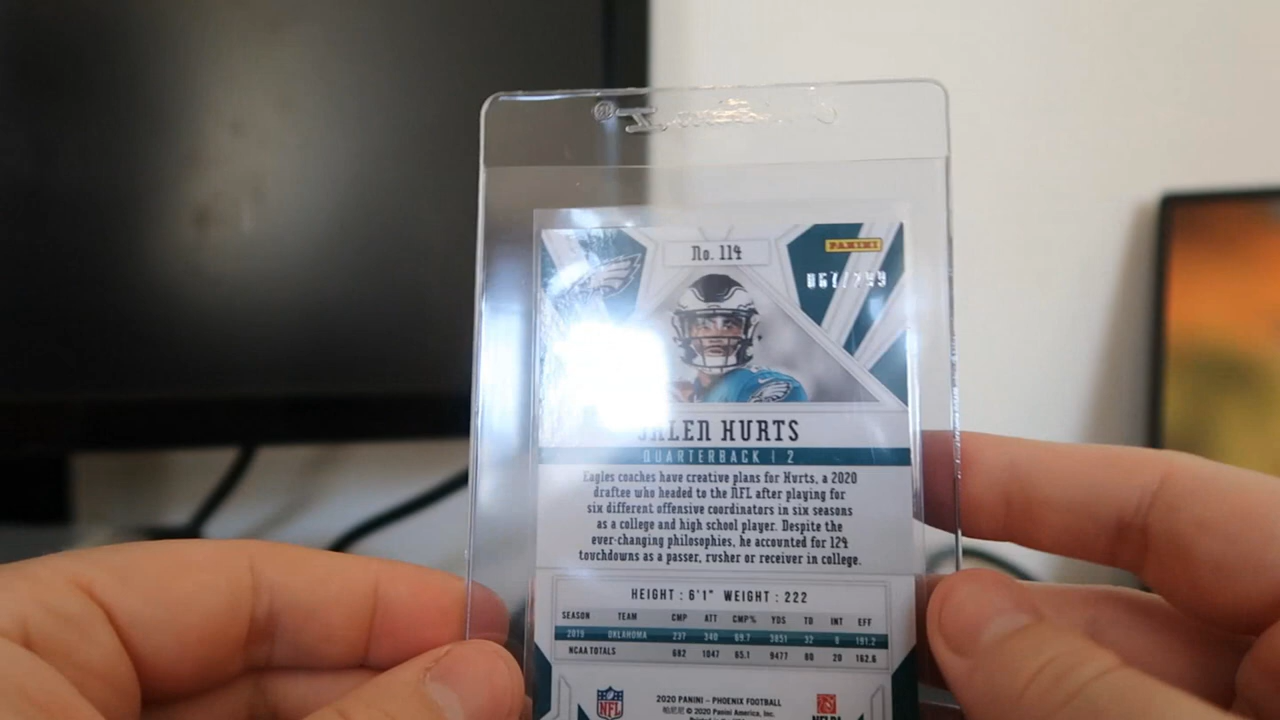 No. 114
PANINI
067/299
JALEN HURTS
QUARTERBACK | 2
Eagles coaches have creative plans for Hurts, a 2020
draftee who headed to the NFL after playing for
six different offensive coordinators in six seasons
as a college and high school player. Despite the
ever-changing philosophies, he accounted for 124
touchdowns as a passer, rusher or receiver in college.
HEIGHT : 6'1" WEIGHT : 222
SEASON TEAM CMP ATT CMP% YDS TD INT EFF
2019 OKLAHOMA 237 340 69.7 3851 32 8 191.2
NCAA TOTALS 682 1047 65.1 9477 80 20 162.6
NFL
2020 PANINI - PHOENIX FOOTBALL
© 2020 Panini America, Inc.
NFLPA